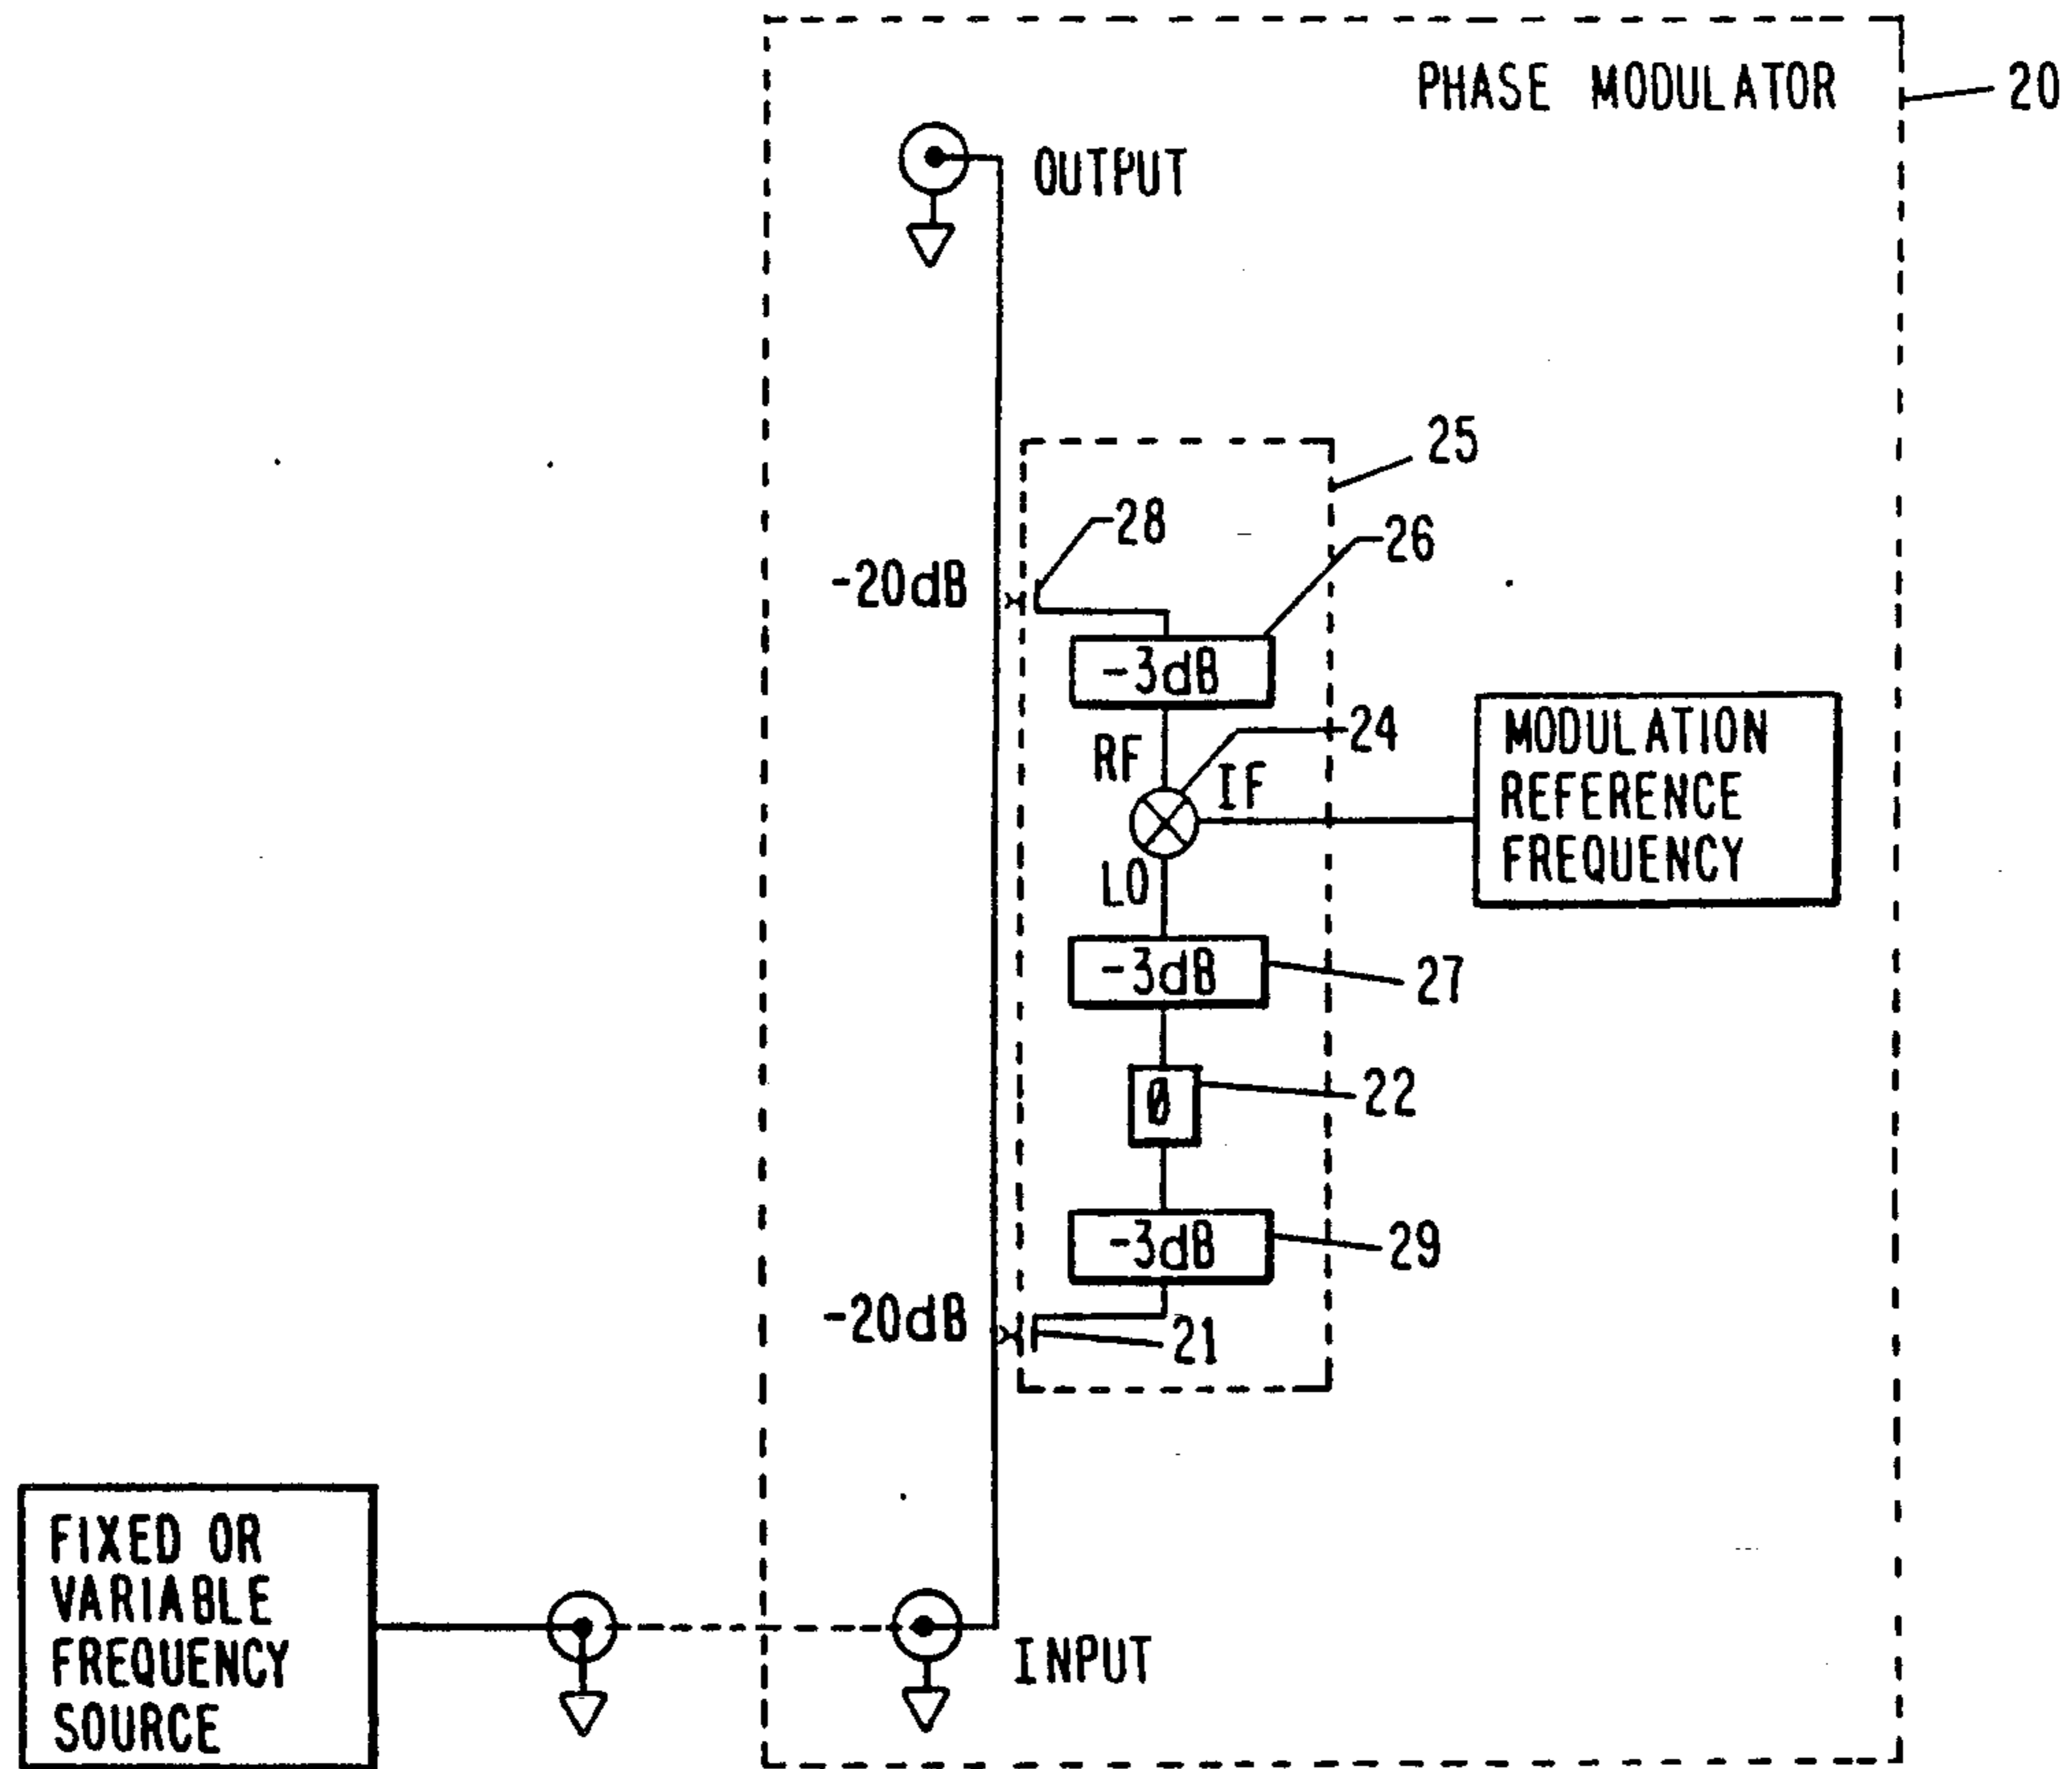 PHASE MODULATOR
20
OUTPUT
25
28
26
-20dB
-3dB
24
RF
IF
MODULATION
REFERENCE
FREQUENCY
LO
-3dB
27
Ø
22
-3dB
29
-20dB
21
FIXED OR
VARIABLE
FREQUENCY
SOURCE
INPUT